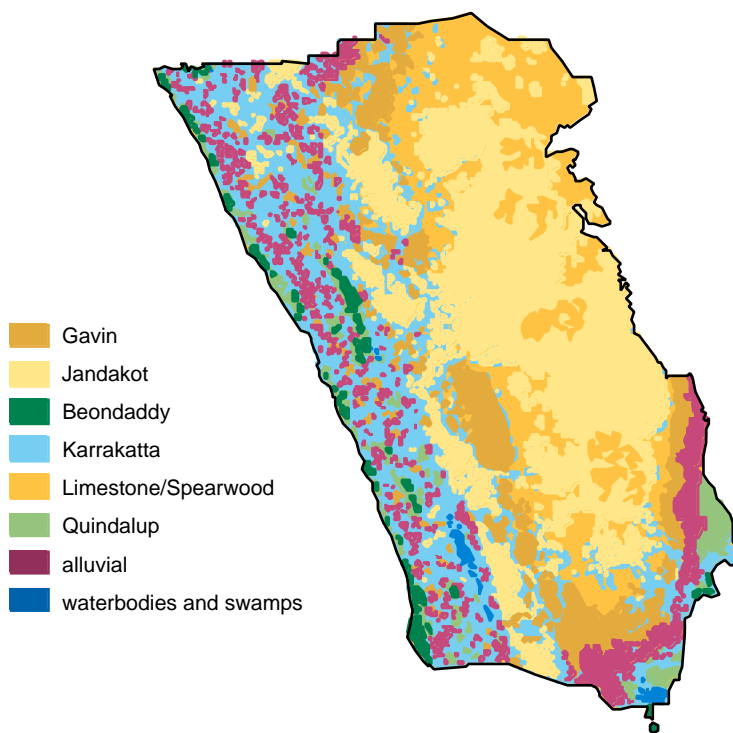 Gavin
Jandakot
Beondaddy
Karrakatta
Limestone/Spearwood
Quindalup
alluvial
waterbodies and swamps